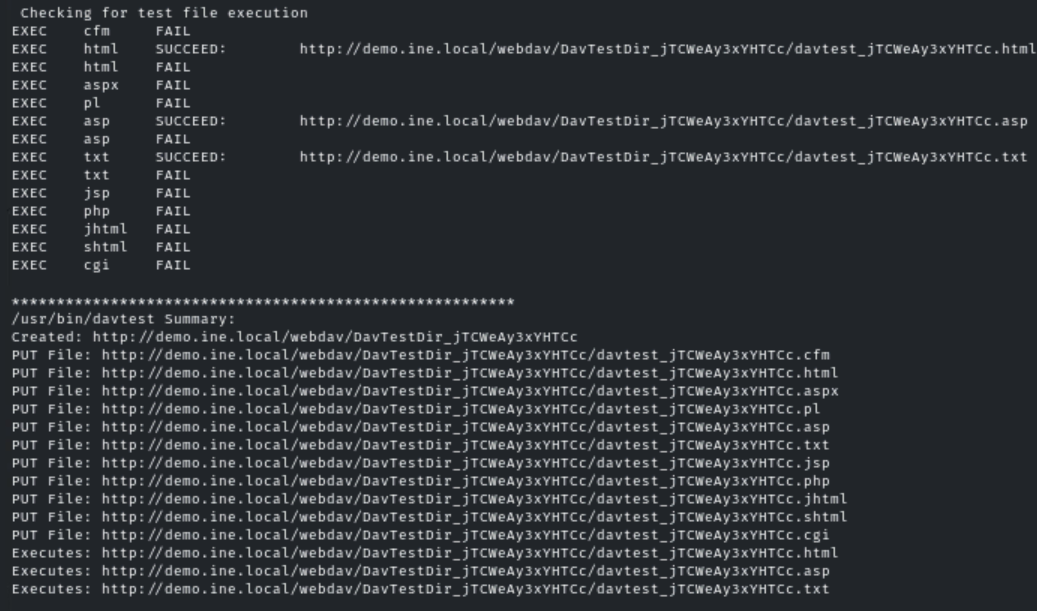 Checking for test file execution
EXEC    cfm     FAIL
EXEC    html    SUCCEED:        http://demo.ine.local/webdav/DavTestDir_jTCWeAy3xYHTCc/davtest_jTCWeAy3xYHTCc.html
EXEC    html    FAIL
EXEC    aspx    FAIL
EXEC    pl      FAIL
EXEC    asp     SUCCEED:        http://demo.ine.local/webdav/DavTestDir_jTCWeAy3xYHTCc/davtest_jTCWeAy3xYHTCc.asp
EXEC    asp     FAIL
EXEC    txt     SUCCEED:        http://demo.ine.local/webdav/DavTestDir_jTCWeAy3xYHTCc/davtest_jTCWeAy3xYHTCc.txt
EXEC    txt     FAIL
EXEC    jsp     FAIL
EXEC    php     FAIL
EXEC    jhtml   FAIL
EXEC    shtml   FAIL
EXEC    cgi     FAIL
********************************************************
/usr/bin/davtest Summary:
Created: http://demo.ine.local/webdav/DavTestDir_jTCWeAy3xYHTCc
PUT File: http://demo.ine.local/webdav/DavTestDir_jTCWeAy3xYHTCc/davtest_jTCWeAy3xYHTCc.cfm
PUT File: http://demo.ine.local/webdav/DavTestDir_jTCWeAy3xYHTCc/davtest_jTCWeAy3xYHTCc.html
PUT File: http://demo.ine.local/webdav/DavTestDir_jTCWeAy3xYHTCc/davtest_jTCWeAy3xYHTCc.aspx
PUT File: http://demo.ine.local/webdav/DavTestDir_jTCWeAy3xYHTCc/davtest_jTCWeAy3xYHTCc.pl
PUT File: http://demo.ine.local/webdav/DavTestDir_jTCWeAy3xYHTCc/davtest_jTCWeAy3xYHTCc.asp
PUT File: http://demo.ine.local/webdav/DavTestDir_jTCWeAy3xYHTCc/davtest_jTCWeAy3xYHTCc.txt
PUT File: http://demo.ine.local/webdav/DavTestDir_jTCWeAy3xYHTCc/davtest_jTCWeAy3xYHTCc.jsp
PUT File: http://demo.ine.local/webdav/DavTestDir_jTCWeAy3xYHTCc/davtest_jTCWeAy3xYHTCc.php
PUT File: http://demo.ine.local/webdav/DavTestDir_jTCWeAy3xYHTCc/davtest_jTCWeAy3xYHTCc.jhtml
PUT File: http://demo.ine.local/webdav/DavTestDir_jTCWeAy3xYHTCc/davtest_jTCWeAy3xYHTCc.shtml
PUT File: http://demo.ine.local/webdav/DavTestDir_jTCWeAy3xYHTCc/davtest_jTCWeAy3xYHTCc.cgi
Executes: http://demo.ine.local/webdav/DavTestDir_jTCWeAy3xYHTCc/davtest_jTCWeAy3xYHTCc.html
Executes: http://demo.ine.local/webdav/DavTestDir_jTCWeAy3xYHTCc/davtest_jTCWeAy3xYHTCc.asp
Executes: http://demo.ine.local/webdav/DavTestDir_jTCWeAy3xYHTCc/davtest_jTCWeAy3xYHTCc.txt